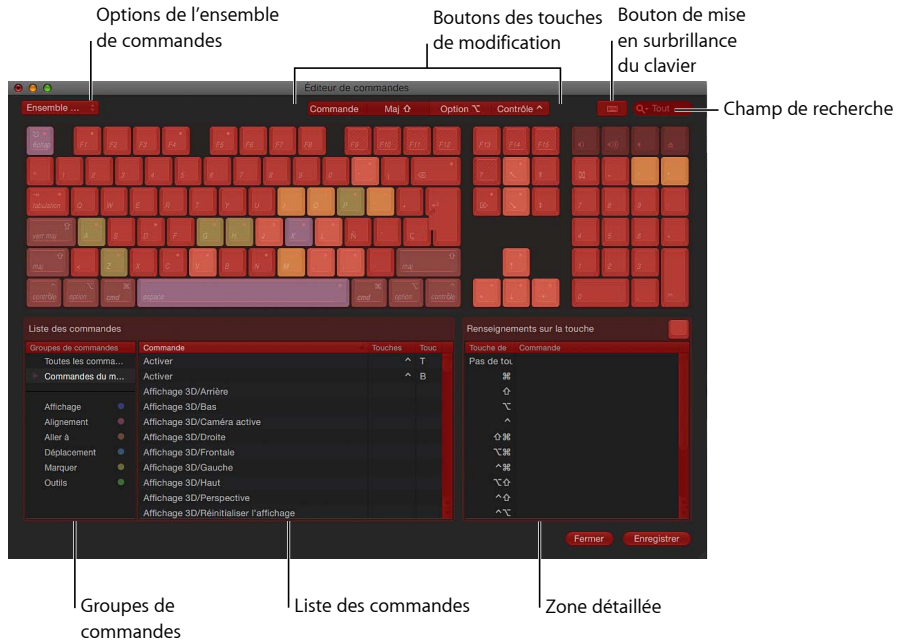 Options de l'ensemble
de commandes
Boutons des touches
de modification
Bouton de mise
en surbrillance
du clavier
Champ de recherche
Éditeur de commandes
Ensemble ...
Commande Maj ⇧ Option ⌥ Contrôle ^
Tout
échap F1 F2 F3 F4 F5 F6 F7 F8 F9 F10 F11 F12 F13 F14 F15
tabulation Q W E R T Y U I O P
verr maj A S D F G H J K L Ñ Ç
maj Z X C V B N M maj
contrôle option cmd espace cmd option contrôle
Liste des commandes
Renseignements sur la touche
Groupes de commandes Commande Touches Touc
Touche de Commande
Toutes les comma... Activer ^ T
Pas de tou
Commandes du m... Activer ^ B
⌘
Affichage 3D/Arrière
⇧
Affichage Affichage 3D/Bas
⌥
Alignement Affichage 3D/Caméra active
^
Aller à Affichage 3D/Droite
⇧⌘
Déplacement Affichage 3D/Frontale
⌥⌘
Marquer Affichage 3D/Gauche
^⌘
Outils Affichage 3D/Haut
⌥⇧
Affichage 3D/Perspective
^⇧
Affichage 3D/Réinitialiser l'affichage
^⌥
Fermer Enregistrer
Groupes de
commandes
Liste des commandes
Zone détaillée